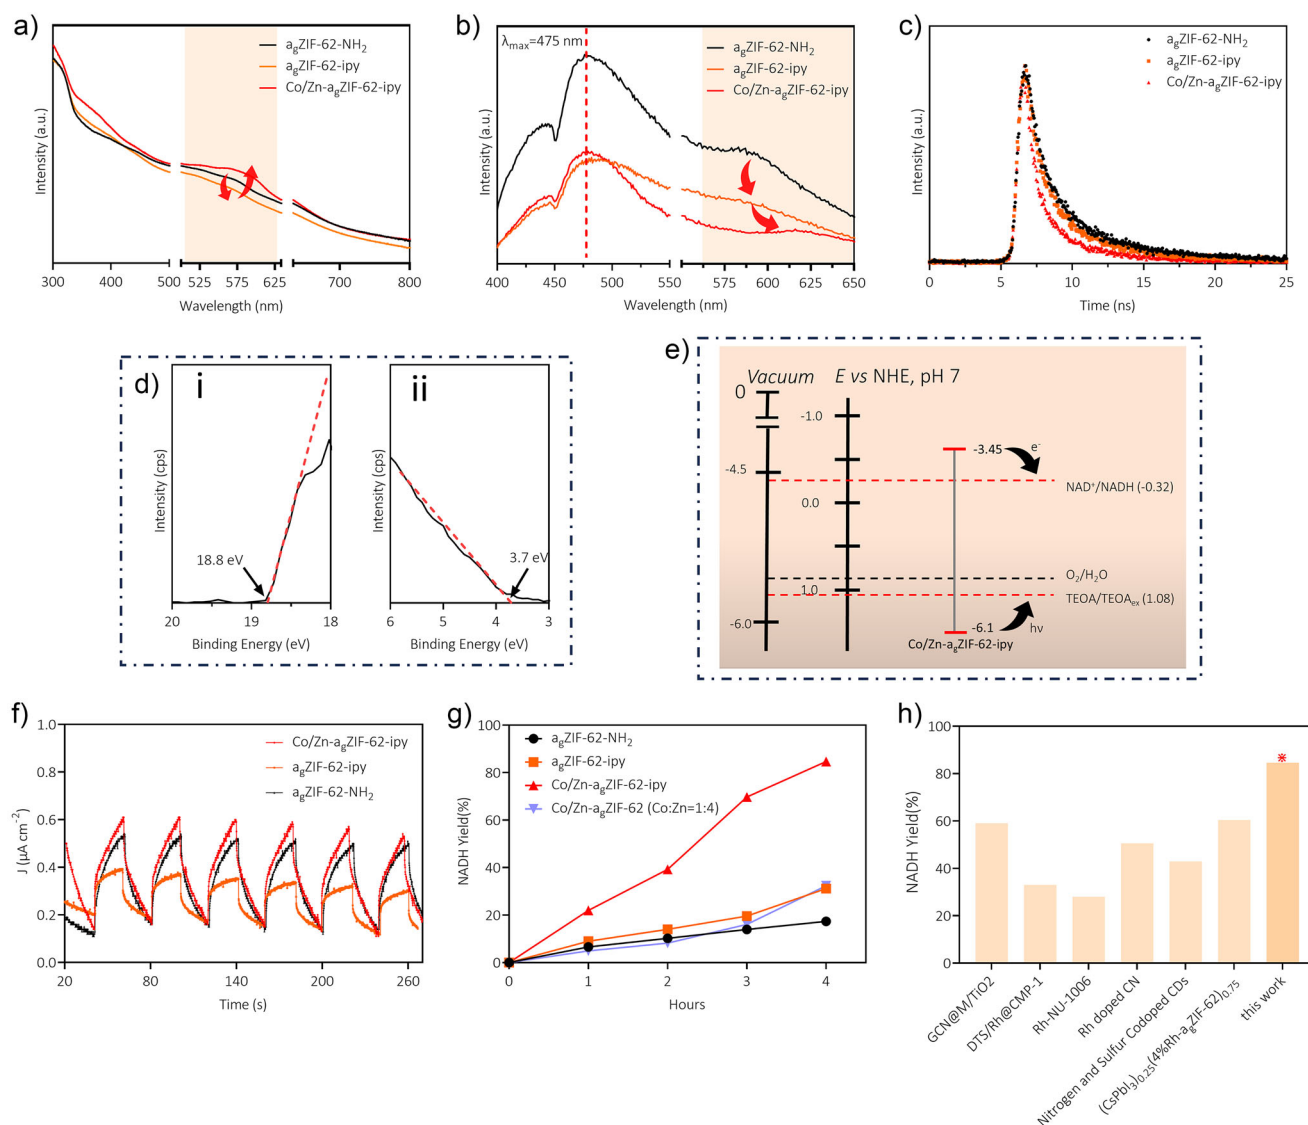 a)
agZIF-62-NH2
agZIF-62-ipy
Co/Zn-agZIF-62-ipy
Intensity (a.u.)
300 400 500 525 575 625 700 800
Wavelength (nm)
b)
λmax=475 nm
agZIF-62-NH2
agZIF-62-ipy
Co/Zn-agZIF-62-ipy
Intensity (a.u.)
400 450 500 550 600 650
Wavelength (nm)
c)
agZIF-62-NH2
agZIF-62-ipy
Co/Zn-agZIF-62-ipy
Intensity (a.u.)
0 5 10 15 20 25
Time (ns)
d)
i
Intensity (cps)
18.8 eV
20 19 18
Binding Energy (eV)
ii
Intensity (cps)
3.7 eV
6 5 4 3
Binding Energy (eV)
e)
Vacuum E vs NHE, pH 7
0
-1.0
-4.5
0.0
1.0
-6.0
-3.45
e-
NAD+/NADH (-0.32)
O2/H2O
TEOA/TEOAex (1.08)
-6.1
hν
Co/Zn-agZIF-62-ipy
f)
J (µA cm-2)
1.0
0.8
0.6
0.4
0.2
0.0
Co/Zn-agZIF-62-ipy
agZIF-62-ipy
agZIF-62-NH2
20 80 140 200 260
Time (s)
g)
NADH Yield(%)
100
80
60
40
20
0
agZIF-62-NH2
agZIF-62-ipy
Co/Zn-agZIF-62-ipy
Co/Zn-agZIF-62 (Co:Zn=1:4)
0 1 2 3 4
Hours
h)
NADH Yield(%)
100
80
60
40
20
0
※
GCN@M/TiO2
DTS/Rh@CMP-1
Rh-NU-1006
Rh doped CN
Nitrogen and Sulfur Codoped CDs
(CsPbI3)0.25(4%Rh-agZIF-62)0.75
this work